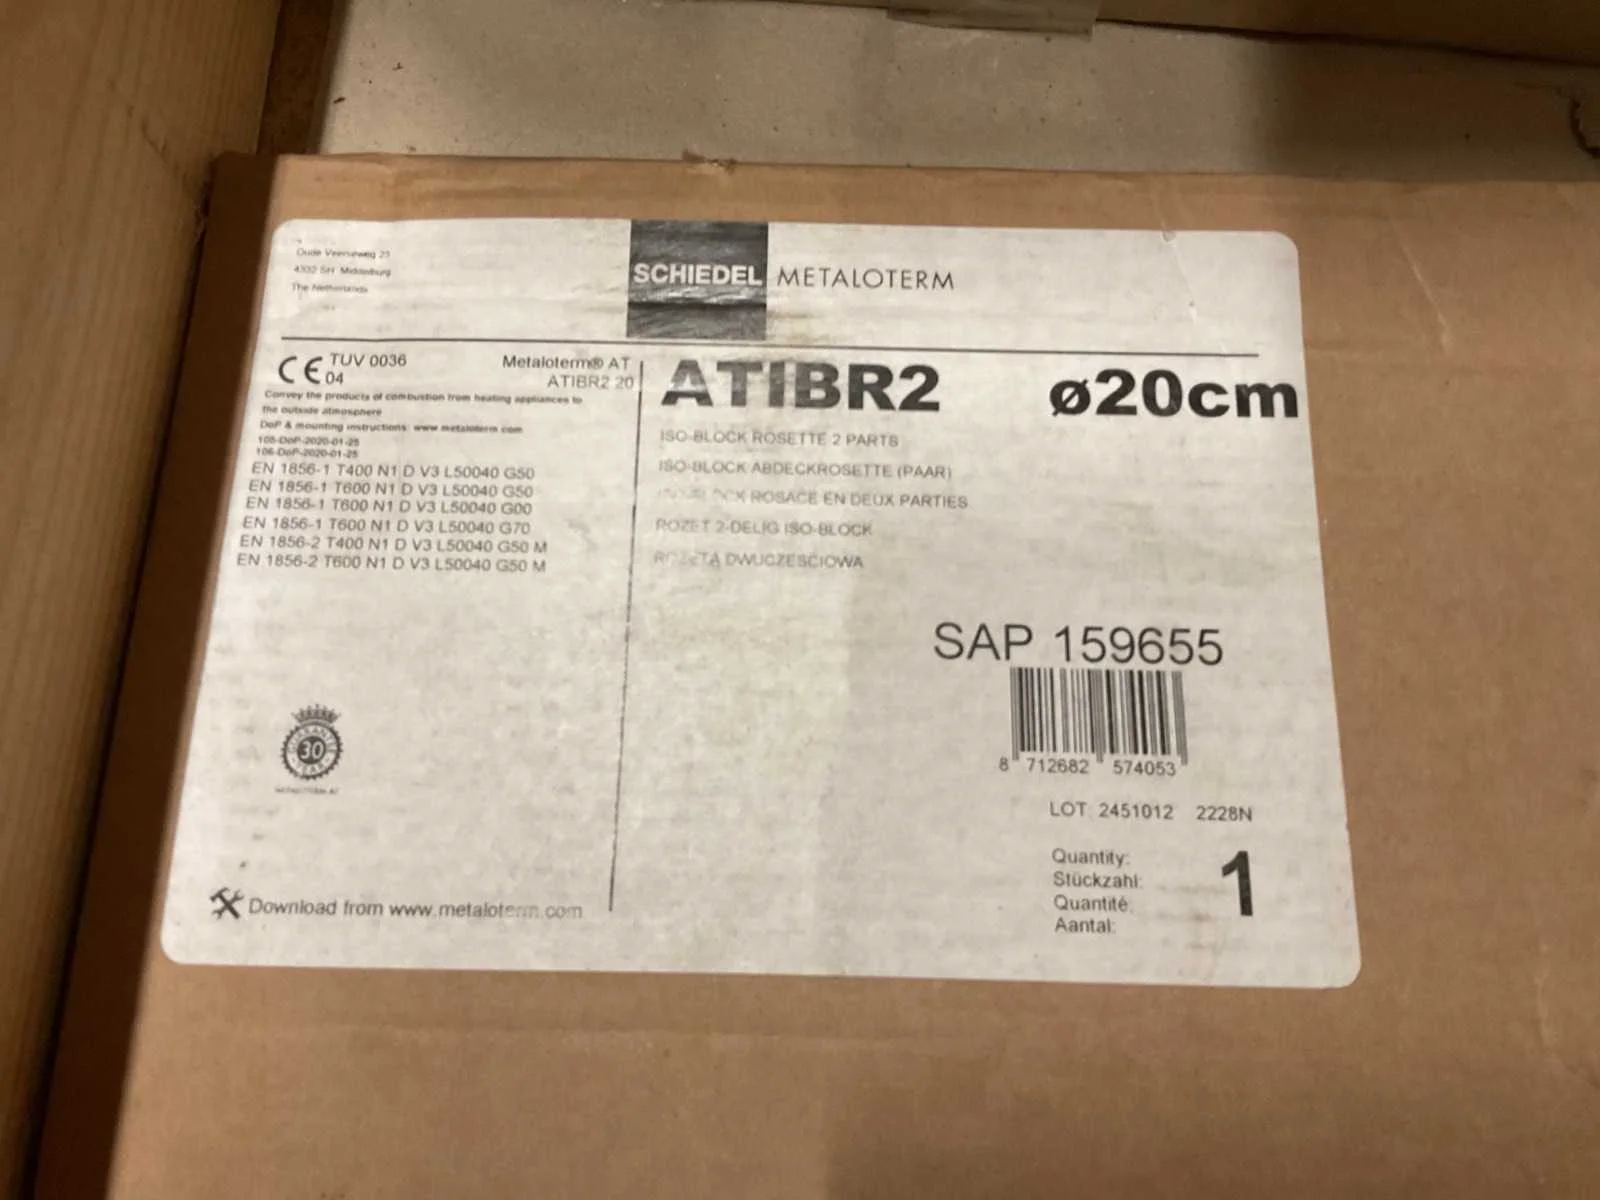 Oude Veerseweg 23
4332 SH Middelburg
The Netherlands
SCHIEDEL METALOTERM
CE TUV 0036
04
Metaloterm® AT
ATIBR2 20
Convey the products of combustion from heating appliances to
the outside atmosphere
DoP & mounting instructions: www.metaloterm.com
105-DoP-2020-01-25
106-DoP-2020-01-25
EN 1856-1 T400 N1 D V3 L50040 G50
EN 1856-1 T600 N1 D V3 L50040 G50
EN 1856-1 T600 N1 D V3 L50040 G00
EN 1856-1 T600 N1 D V3 L50040 G70
EN 1856-2 T400 N1 D V3 L50040 G50 M
EN 1856-2 T600 N1 D V3 L50040 G50 M
GUARANTEE
30
YEAR
METALOTERM AT
Download from www.metaloterm.com
ATIBR2 ø20cm
ISO-BLOCK ROSETTE 2 PARTS
ISO-BLOCK ABDECKROSETTE (PAAR)
ROSACE EN DEUX PARTIES
ROZET 2-DELIG ISO-BLOCK
ROZETA DWUCZESCIOWA
SAP 159655
8 712682 574053
LOT 2451012 2228N
Quantity:
Stückzahl:
Quantité:
Aantal:
1